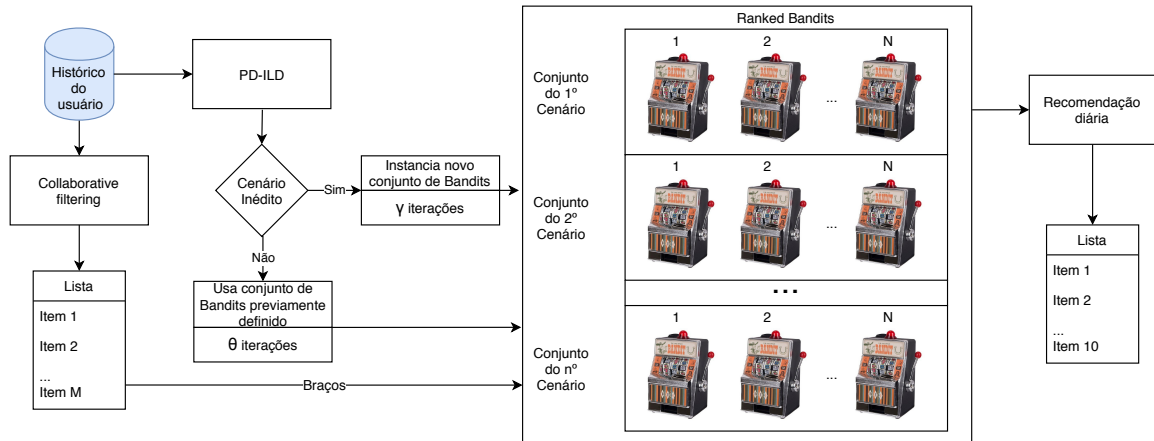 Histórico
do
usuário
PD-ILD
Collaborative
filtering
Cenário
Inédito
Sim
Não
Instancia novo
conjunto de Bandits
γ iterações
Usa conjunto de
Bandits previamente
definido
θ iterações
Lista
Item 1
Item 2
...
Item M
Braços
Ranked Bandits
Conjunto
do 1º
Cenário
1
2
N
...
Conjunto
do 2º
Cenário
1
2
N
...
...
Conjunto
do nº
Cenário
1
2
N
...
Recomendação
diária
Lista
Item 1
Item 2
...
Item 10